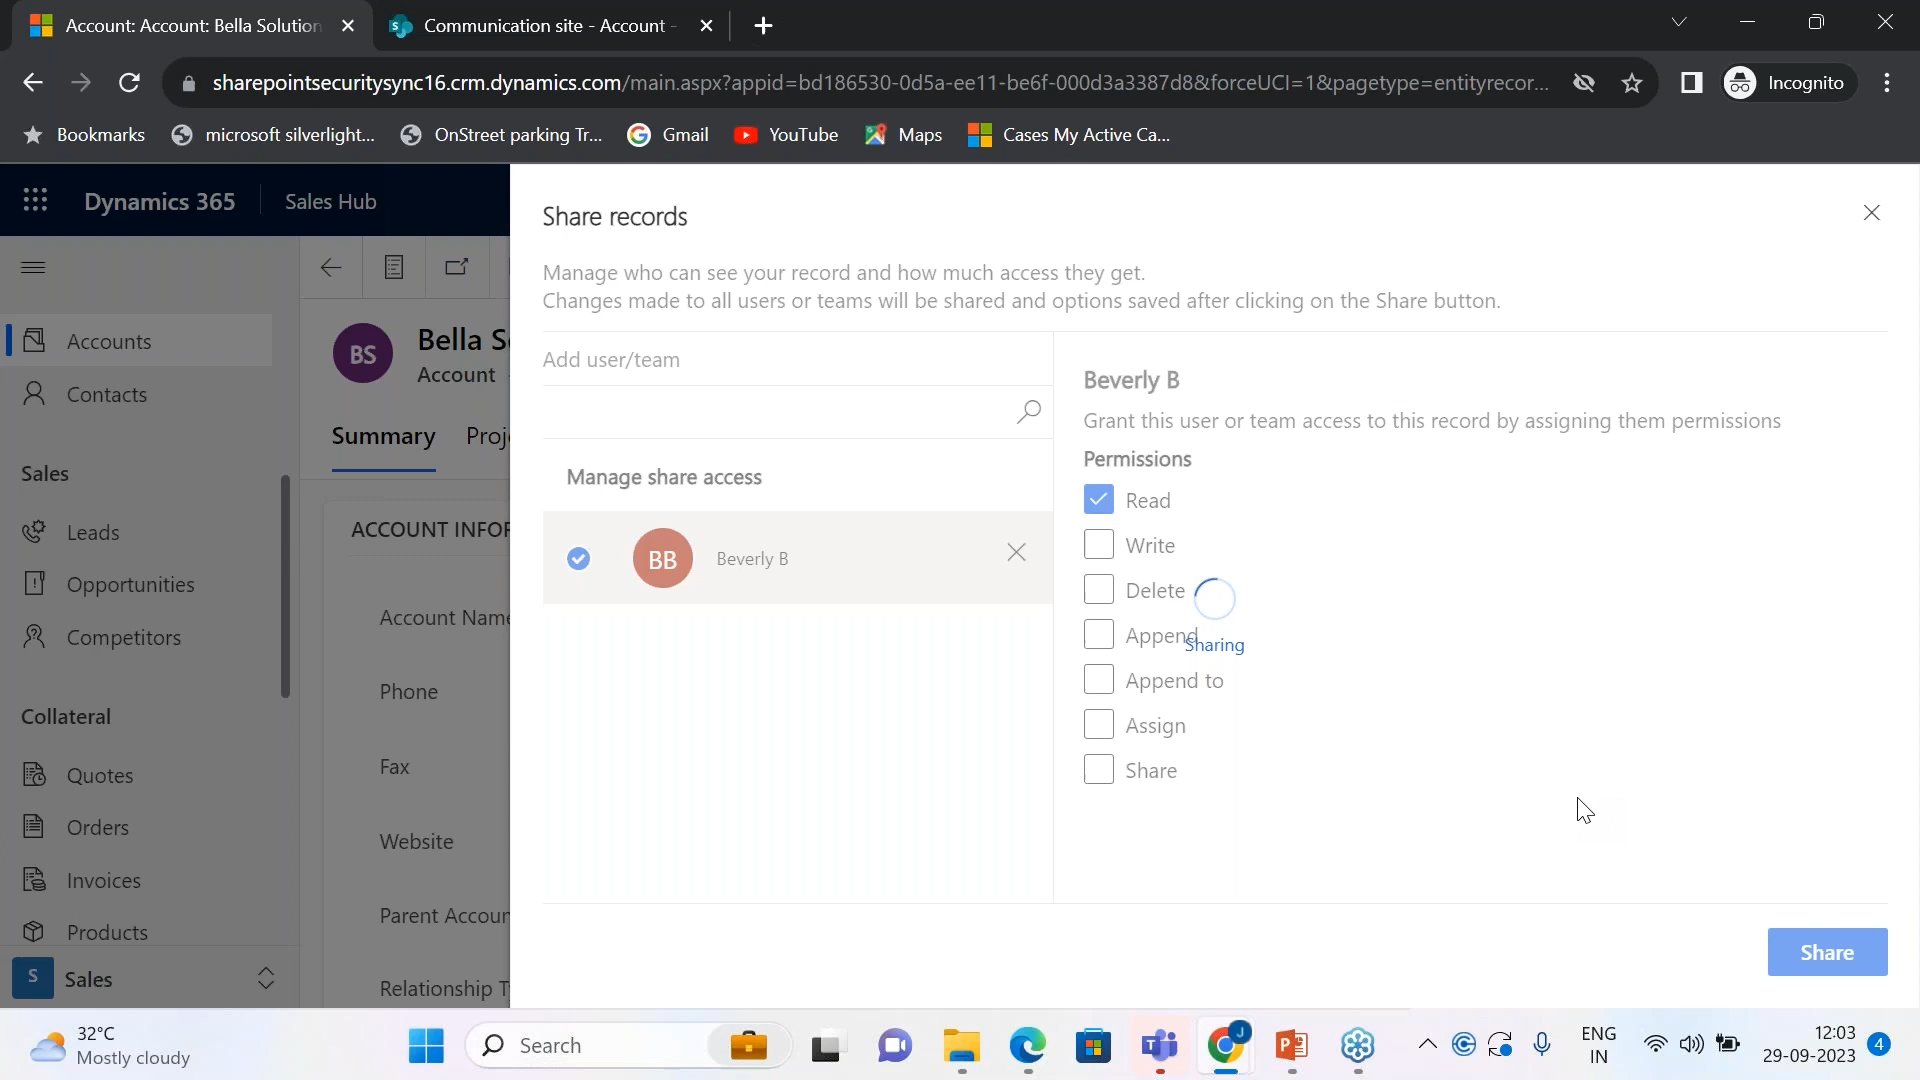 Account: Account: Bella Solution
Communication site - Account -
sharepointsecuritysync16.crm.dynamics.com/main.aspx?appid=bd186530-0d5a-ee11-be6f-000d3a3387d8&forceUCI=1&pagetype=entityrecor...
Incognito
Bookmarks
microsoft silverlight...
OnStreet parking Tr...
Gmail
YouTube
Maps
Cases My Active Ca...
Dynamics 365
Sales Hub
Accounts
Contacts
Sales
Leads
Opportunities
Competitors
Collateral
Quotes
Orders
Invoices
Products
S
Sales
BS
Bella S
Account
Summary
Proj
ACCOUNT INFOR
Account Name
Phone
Fax
Website
Parent Accoun
Relationship T
Share records
Manage who can see your record and how much access they get.
Changes made to all users or teams will be shared and options saved after clicking on the Share button.
Add user/team
Manage share access
BB
Beverly B
Beverly B
Grant this user or team access to this record by assigning them permissions
Permissions
Read
Write
Delete
Append
Sharing
Append to
Assign
Share
Share
32°C
Mostly cloudy
Search
J
ENG
IN
12:03
29-09-2023
4